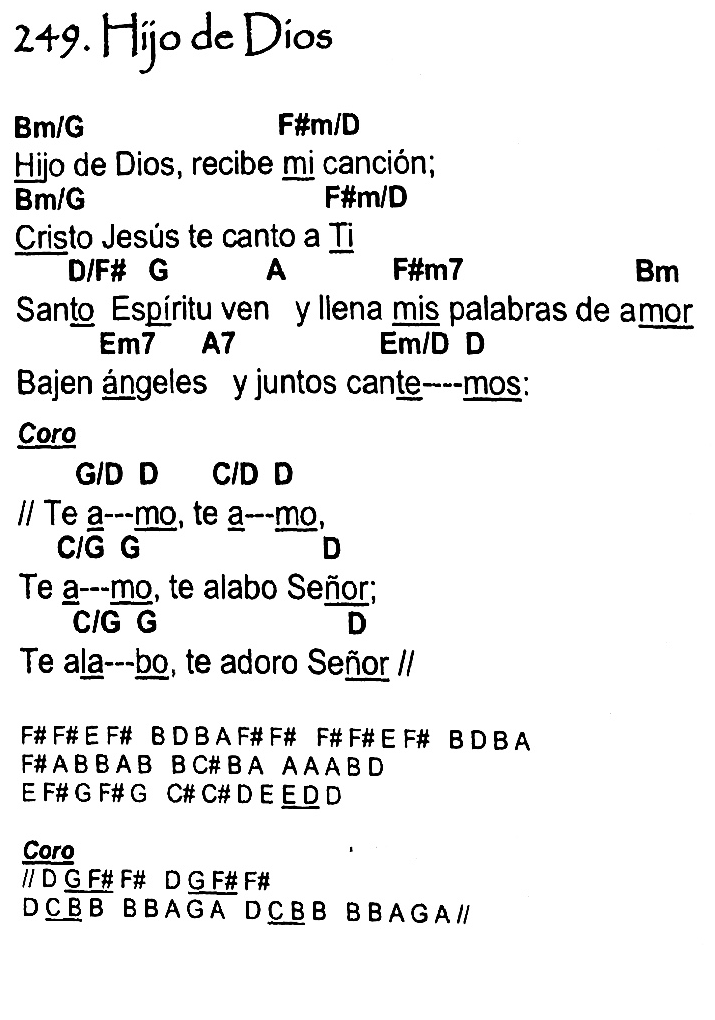 249. Hijo de Dios
Bm/G F#m/D
Hijo de Dios, recibe mi canción;
Bm/G F#m/D
Cristo Jesús te canto a Ti
D/F# G A F#m7 Bm
Santo Espíritu ven y llena mis palabras de amor
Em7 A7 Em/D D
Bajen ángeles y juntos cante----mos:
Coro
G/D D C/D D
// Te a---mo, te a---mo,
C/G G D
Te a---mo, te alabo Señor;
C/G G D
Te ala---bo, te adoro Señor //
F# F# E F# B D B A F# F# F# F# E F# B D B A
F# A B B A B B C# B A A A A B D
E F# G F# G C# C# D E E D D
Coro
// D G F# F# D G F# F#
D C B B B B A G A D C B B B B A G A //